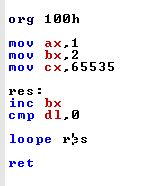 org 100h
mov ax,1
mov bx,2
mov cx,65535
res:
inc bx
cmp dl,0
loope res
ret